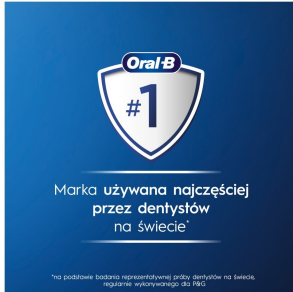 Oral-B
#1
Marka używana najczęściej
przez dentystów
na świecie*
*na podstawie badania reprezentatywnej próby dentystów na świecie,
regularnie wykonywanego dla P&G